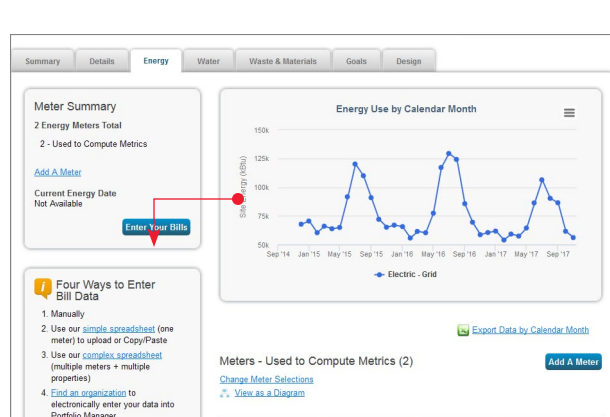 Summary Details Energy Water Waste & Materials Goals Design
Meter Summary
2 Energy Meters Total
2 - Used to Compute Metrics
Add A Meter
Current Energy Date
Not Available
Enter Your Bills
Four Ways to Enter
Bill Data
1. Manually
2. Use our simple spreadsheet (one
meter) to upload or Copy/Paste
3. Use our complex spreadsheet
(multiple meters + multiple
properties)
4. Find an organization to
electronically enter your data into
Portfolio Manager
Energy Use by Calendar Month
Site Energy (kBtu)
150k
125k
100k
75k
50k
Sep '14 Jan '15 May '15 Sep '15 Jan '16 May '16 Sep '16 Jan '17 May '17 Sep '17
Electric - Grid
Export Data by Calendar Month
Meters - Used to Compute Metrics (2)
Add A Meter
Change Meter Selections
View as a Diagram